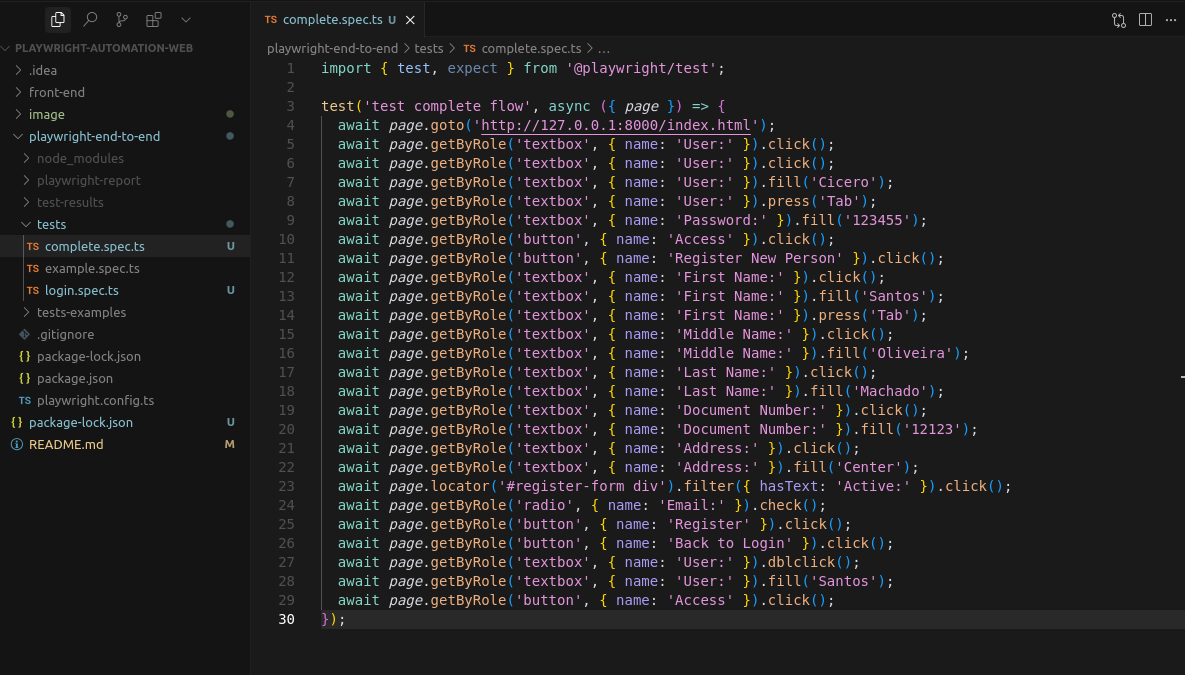 TS complete.spec.ts U ×
PLAYWRIGHT-AUTOMATION-WEB
.idea
front-end
image
playwright-end-to-end
node_modules
playwright-report
test-results
tests
TS complete.spec.ts U
TS example.spec.ts
TS login.spec.ts U
tests-examples
.gitignore
{} package-lock.json
{} package.json
TS playwright.config.ts
{} package-lock.json U
README.md M
playwright-end-to-end > tests > TS complete.spec.ts > ...
1 import { test, expect } from '@playwright/test';
2
3 test('test complete flow', async ({ page }) => {
4 await page.goto('http://127.0.0.1:8000/index.html');
5 await page.getByRole('textbox', { name: 'User:' }).click();
6 await page.getByRole('textbox', { name: 'User:' }).click();
7 await page.getByRole('textbox', { name: 'User:' }).fill('Cicero');
8 await page.getByRole('textbox', { name: 'User:' }).press('Tab');
9 await page.getByRole('textbox', { name: 'Password:' }).fill('123455');
10 await page.getByRole('button', { name: 'Access' }).click();
11 await page.getByRole('button', { name: 'Register New Person' }).click();
12 await page.getByRole('textbox', { name: 'First Name:' }).click();
13 await page.getByRole('textbox', { name: 'First Name:' }).fill('Santos');
14 await page.getByRole('textbox', { name: 'First Name:' }).press('Tab');
15 await page.getByRole('textbox', { name: 'Middle Name:' }).click();
16 await page.getByRole('textbox', { name: 'Middle Name:' }).fill('Oliveira');
17 await page.getByRole('textbox', { name: 'Last Name:' }).click();
18 await page.getByRole('textbox', { name: 'Last Name:' }).fill('Machado');
19 await page.getByRole('textbox', { name: 'Document Number:' }).click();
20 await page.getByRole('textbox', { name: 'Document Number:' }).fill('12123');
21 await page.getByRole('textbox', { name: 'Address:' }).click();
22 await page.getByRole('textbox', { name: 'Address:' }).fill('Center');
23 await page.locator('#register-form div').filter({ hasText: 'Active:' }).click();
24 await page.getByRole('radio', { name: 'Email:' }).check();
25 await page.getByRole('button', { name: 'Register' }).click();
26 await page.getByRole('button', { name: 'Back to Login' }).click();
27 await page.getByRole('textbox', { name: 'User:' }).dblclick();
28 await page.getByRole('textbox', { name: 'User:' }).fill('Santos');
29 await page.getByRole('button', { name: 'Access' }).click();
30 });